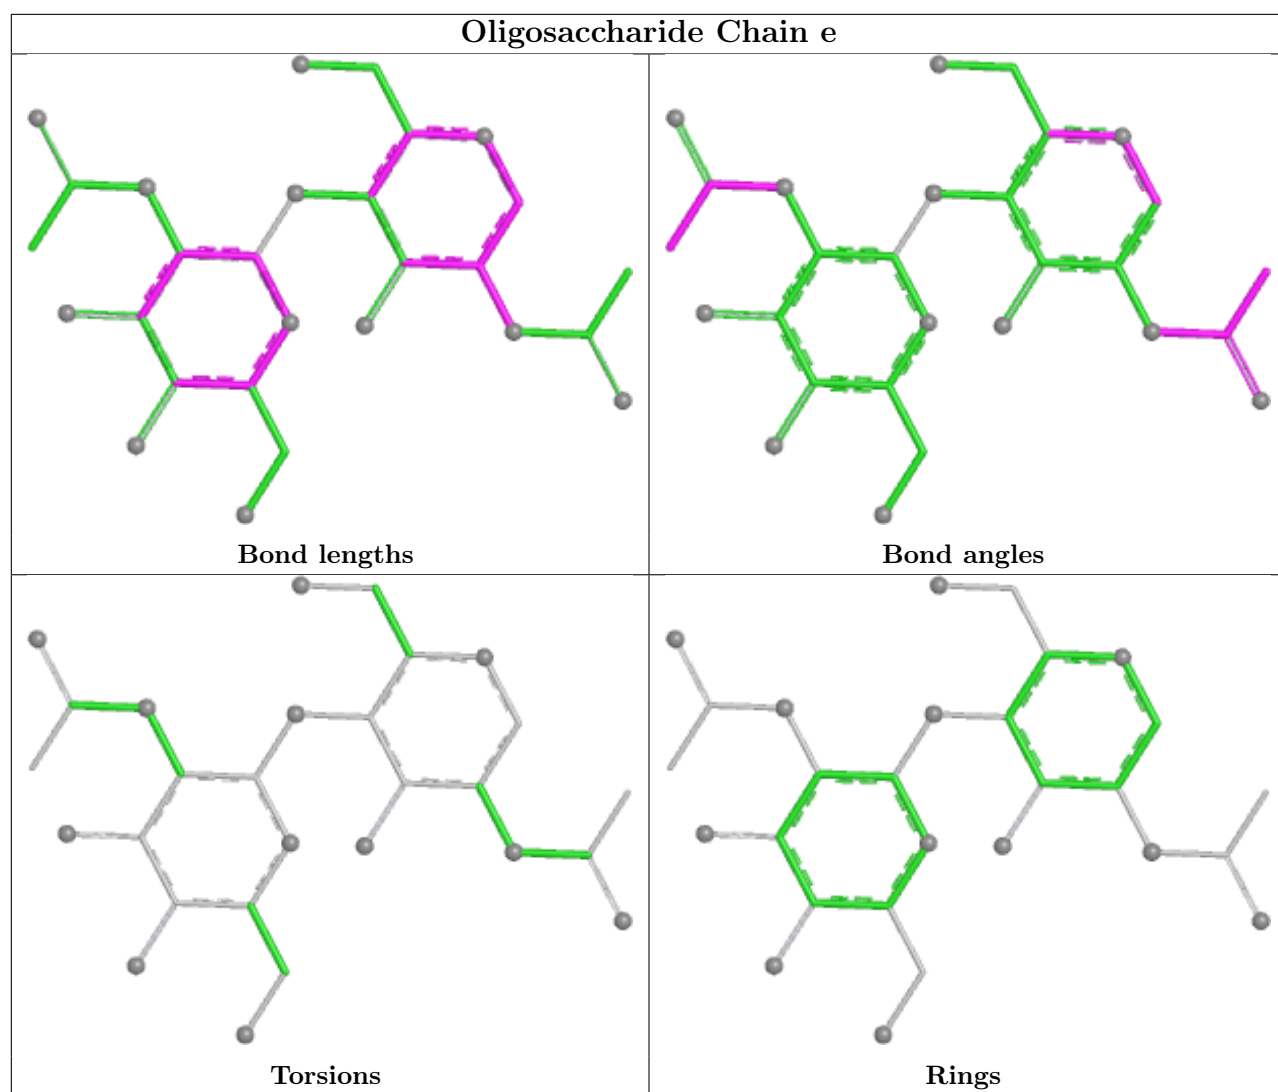 Oligosaccharide Chain e
Bond lengths
Bond angles
Torsions
Rings